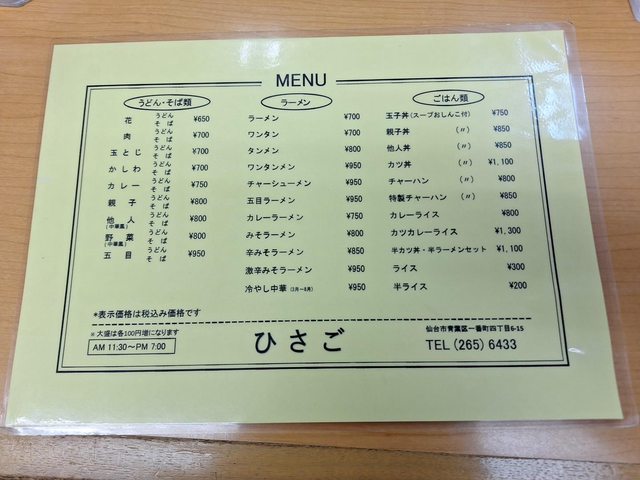 MENU
うどん・そば類
花 うどん そば ¥650
肉 うどん そば ¥700
玉とじ うどん そば ¥700
かしわ うどん そば ¥700
カレー うどん そば ¥750
親子 うどん そば ¥800
他人 (中華風) うどん そば ¥800
野菜 (中華風) うどん そば ¥800
五目 うどん そば ¥950
ラーメン
ラーメン ¥700
ワンタン ¥700
タンメン ¥800
ワンタンメン ¥950
チャーシューメン ¥950
五目ラーメン ¥950
カレーラーメン ¥750
みそラーメン ¥800
辛みそラーメン ¥850
激辛みそラーメン ¥950
冷やし中華 (3月〜8月) ¥950
ごはん類
玉子丼 (スープおしんこ付) ¥750
親子丼 (〃) ¥850
他人丼 (〃) ¥850
カツ丼 (〃) ¥1,100
チャーハン (〃) ¥800
特製チャーハン (〃) ¥850
カレーライス ¥800
カツカレーライス ¥1,300
半カツ丼・半ラーメンセット ¥1,100
ライス ¥300
半ライス ¥200
*表示価格は税込み価格です
※大盛は各100円増になります
AM 11:30〜PM 7:00
ひさご
仙台市青葉区一番町四丁目6-15
TEL (265) 6433